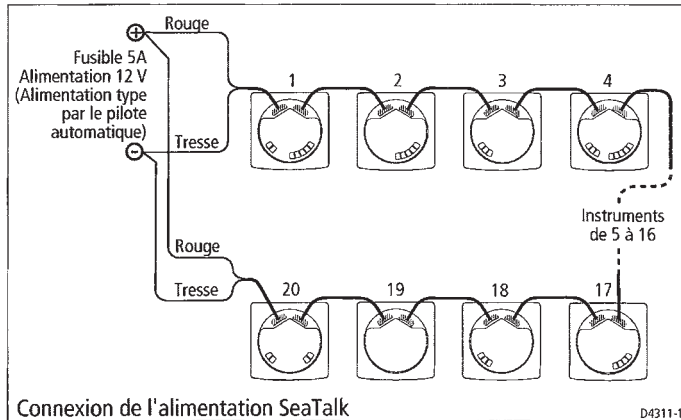 Rouge
Fusible 5A
Alimentation 12 V
(Alimentation type
par le pilote
automatique)
Tresse
1 2 3 4
Instruments
de 5 à 16
Rouge
Tresse
20 19 18 17
Connexion de l'alimentation SeaTalk
D4311-1